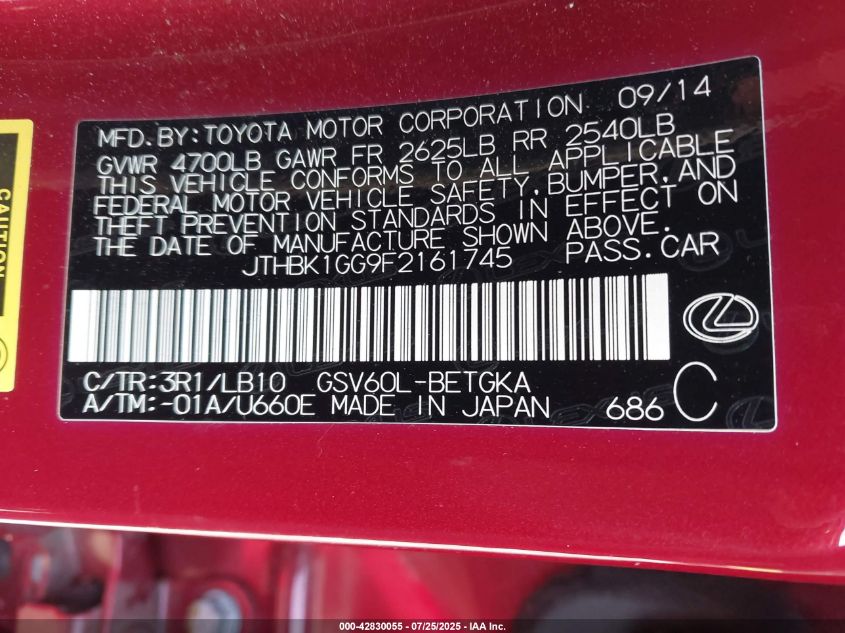 MFD.BY:TOYOTA MOTOR CORPORATION 09/14
GVWR 4700LB GAWR FR 2625LB RR 2540LB
THIS VEHICLE CONFORMS TO ALL APPLICABLE
FEDERAL MOTOR VEHICLE SAFETY,BUMPER,AND
THEFT PREVENTION STANDARDS IN EFFECT ON
THE DATE OF MANUFACTURE SHOWN ABOVE.
JTHBK1GG9F2161745 PASS.CAR
C/TR:3R1/LB10 GSV60L-BETGKA
A/TM:-01A/U660E MADE IN JAPAN 686 C
CAUTION
000-42830055 - 07/25/2025 - IAA Inc.